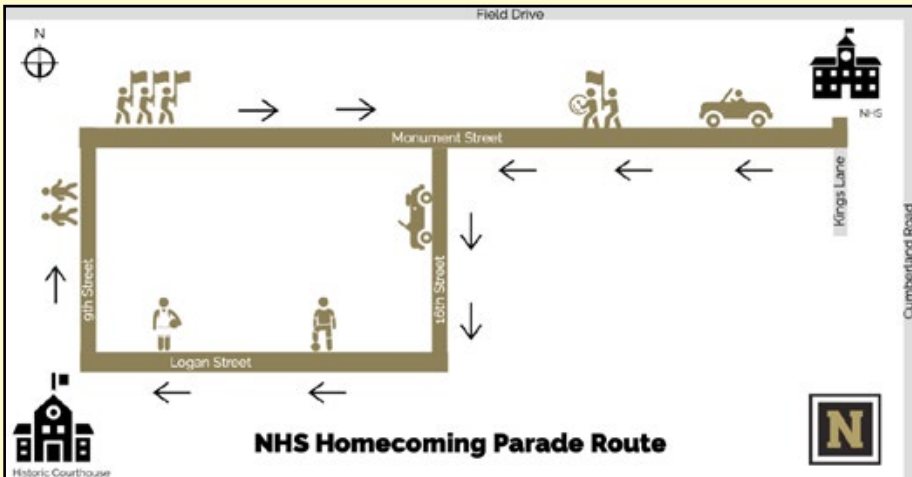 Field Drive
N
NHS
Monument Street
Kings Lane
Cumberland Road
9th Street
16th Street
Logan Street
Historic Courthouse
NHS Homecoming Parade Route
N